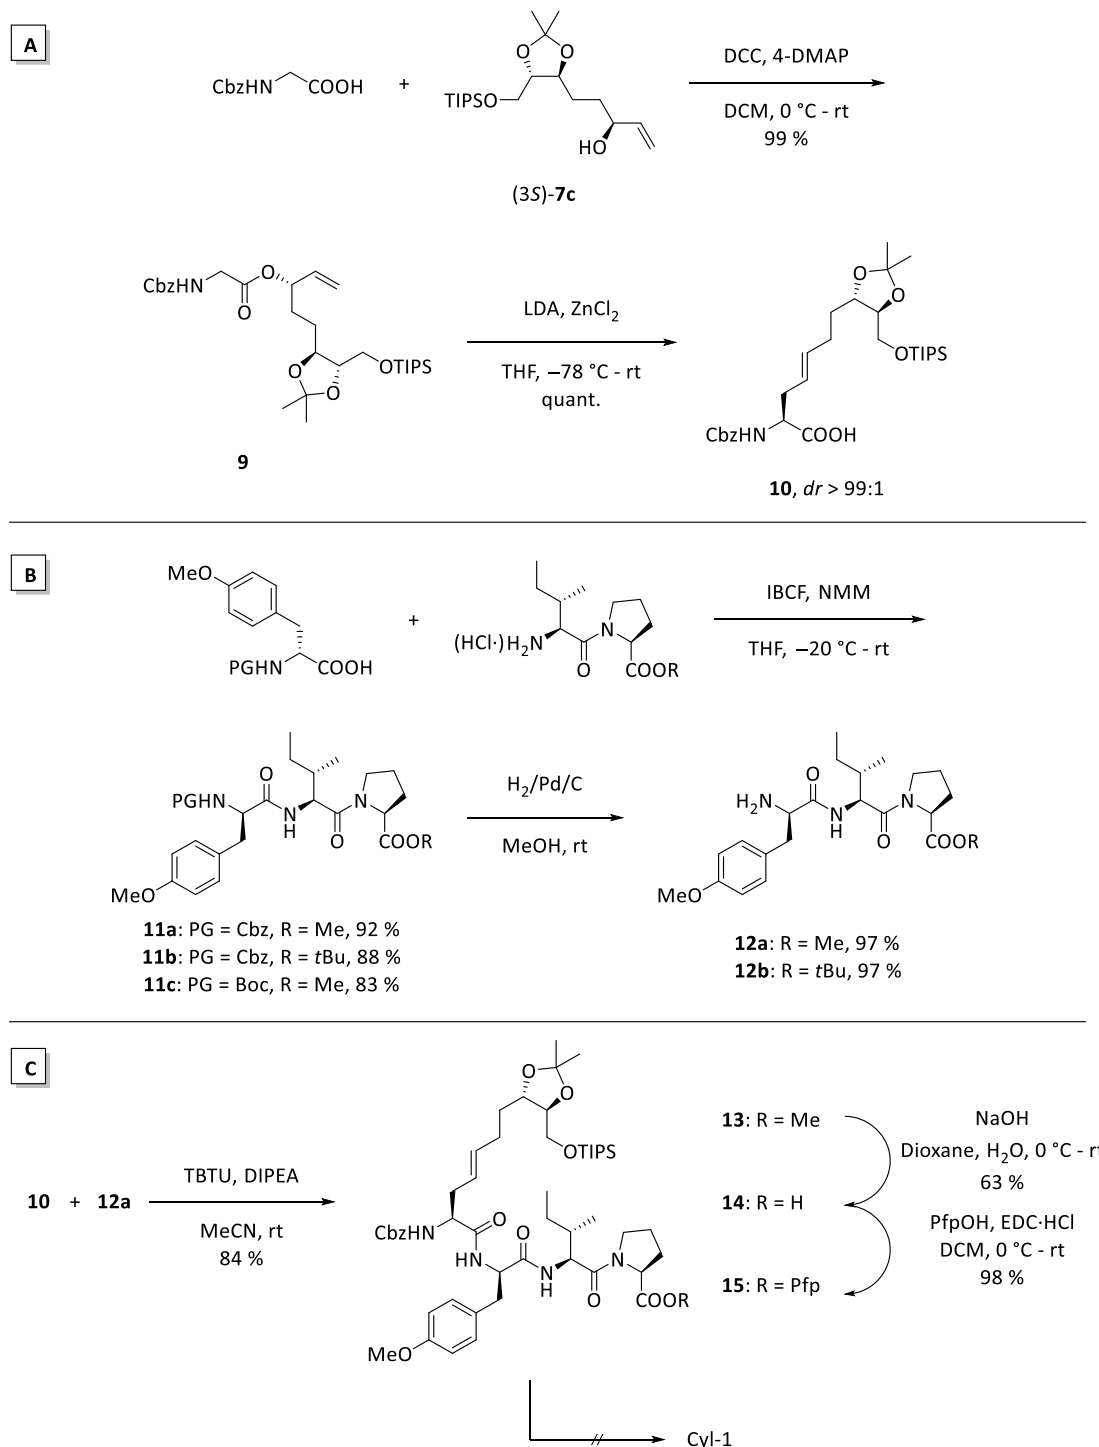 A
CbzHN COOH
+
O O
TIPSO
HO
(3S)-7c
DCC, 4-DMAP
DCM, 0 °C - rt
99 %
CbzHN O O
O O
OTIPS
9
LDA, ZnCl2
THF, −78 °C - rt
quant.
O O
OTIPS
CbzHN COOH
10, dr > 99:1
B
MeO
PGHN COOH
+
(HCl·)H2N O N
COOR
IBCF, NMM
THF, −20 °C - rt
O
PGHN N H O N
COOR
MeO
11a: PG = Cbz, R = Me, 92 %
11b: PG = Cbz, R = tBu, 88 %
11c: PG = Boc, R = Me, 83 %
H2/Pd/C
MeOH, rt
O
H2N N H O N
COOR
MeO
12a: R = Me, 97 %
12b: R = tBu, 97 %
C
10 + 12a
TBTU, DIPEA
MeCN, rt
84 %
O O
OTIPS
CbzHN O
HN O N H O N
COOR
MeO
13: R = Me
14: R = H
15: R = Pfp
NaOH
Dioxane, H2O, 0 °C - rt
63 %
PfpOH, EDC·HCl
DCM, 0 °C - rt
98 %
Cyl-1